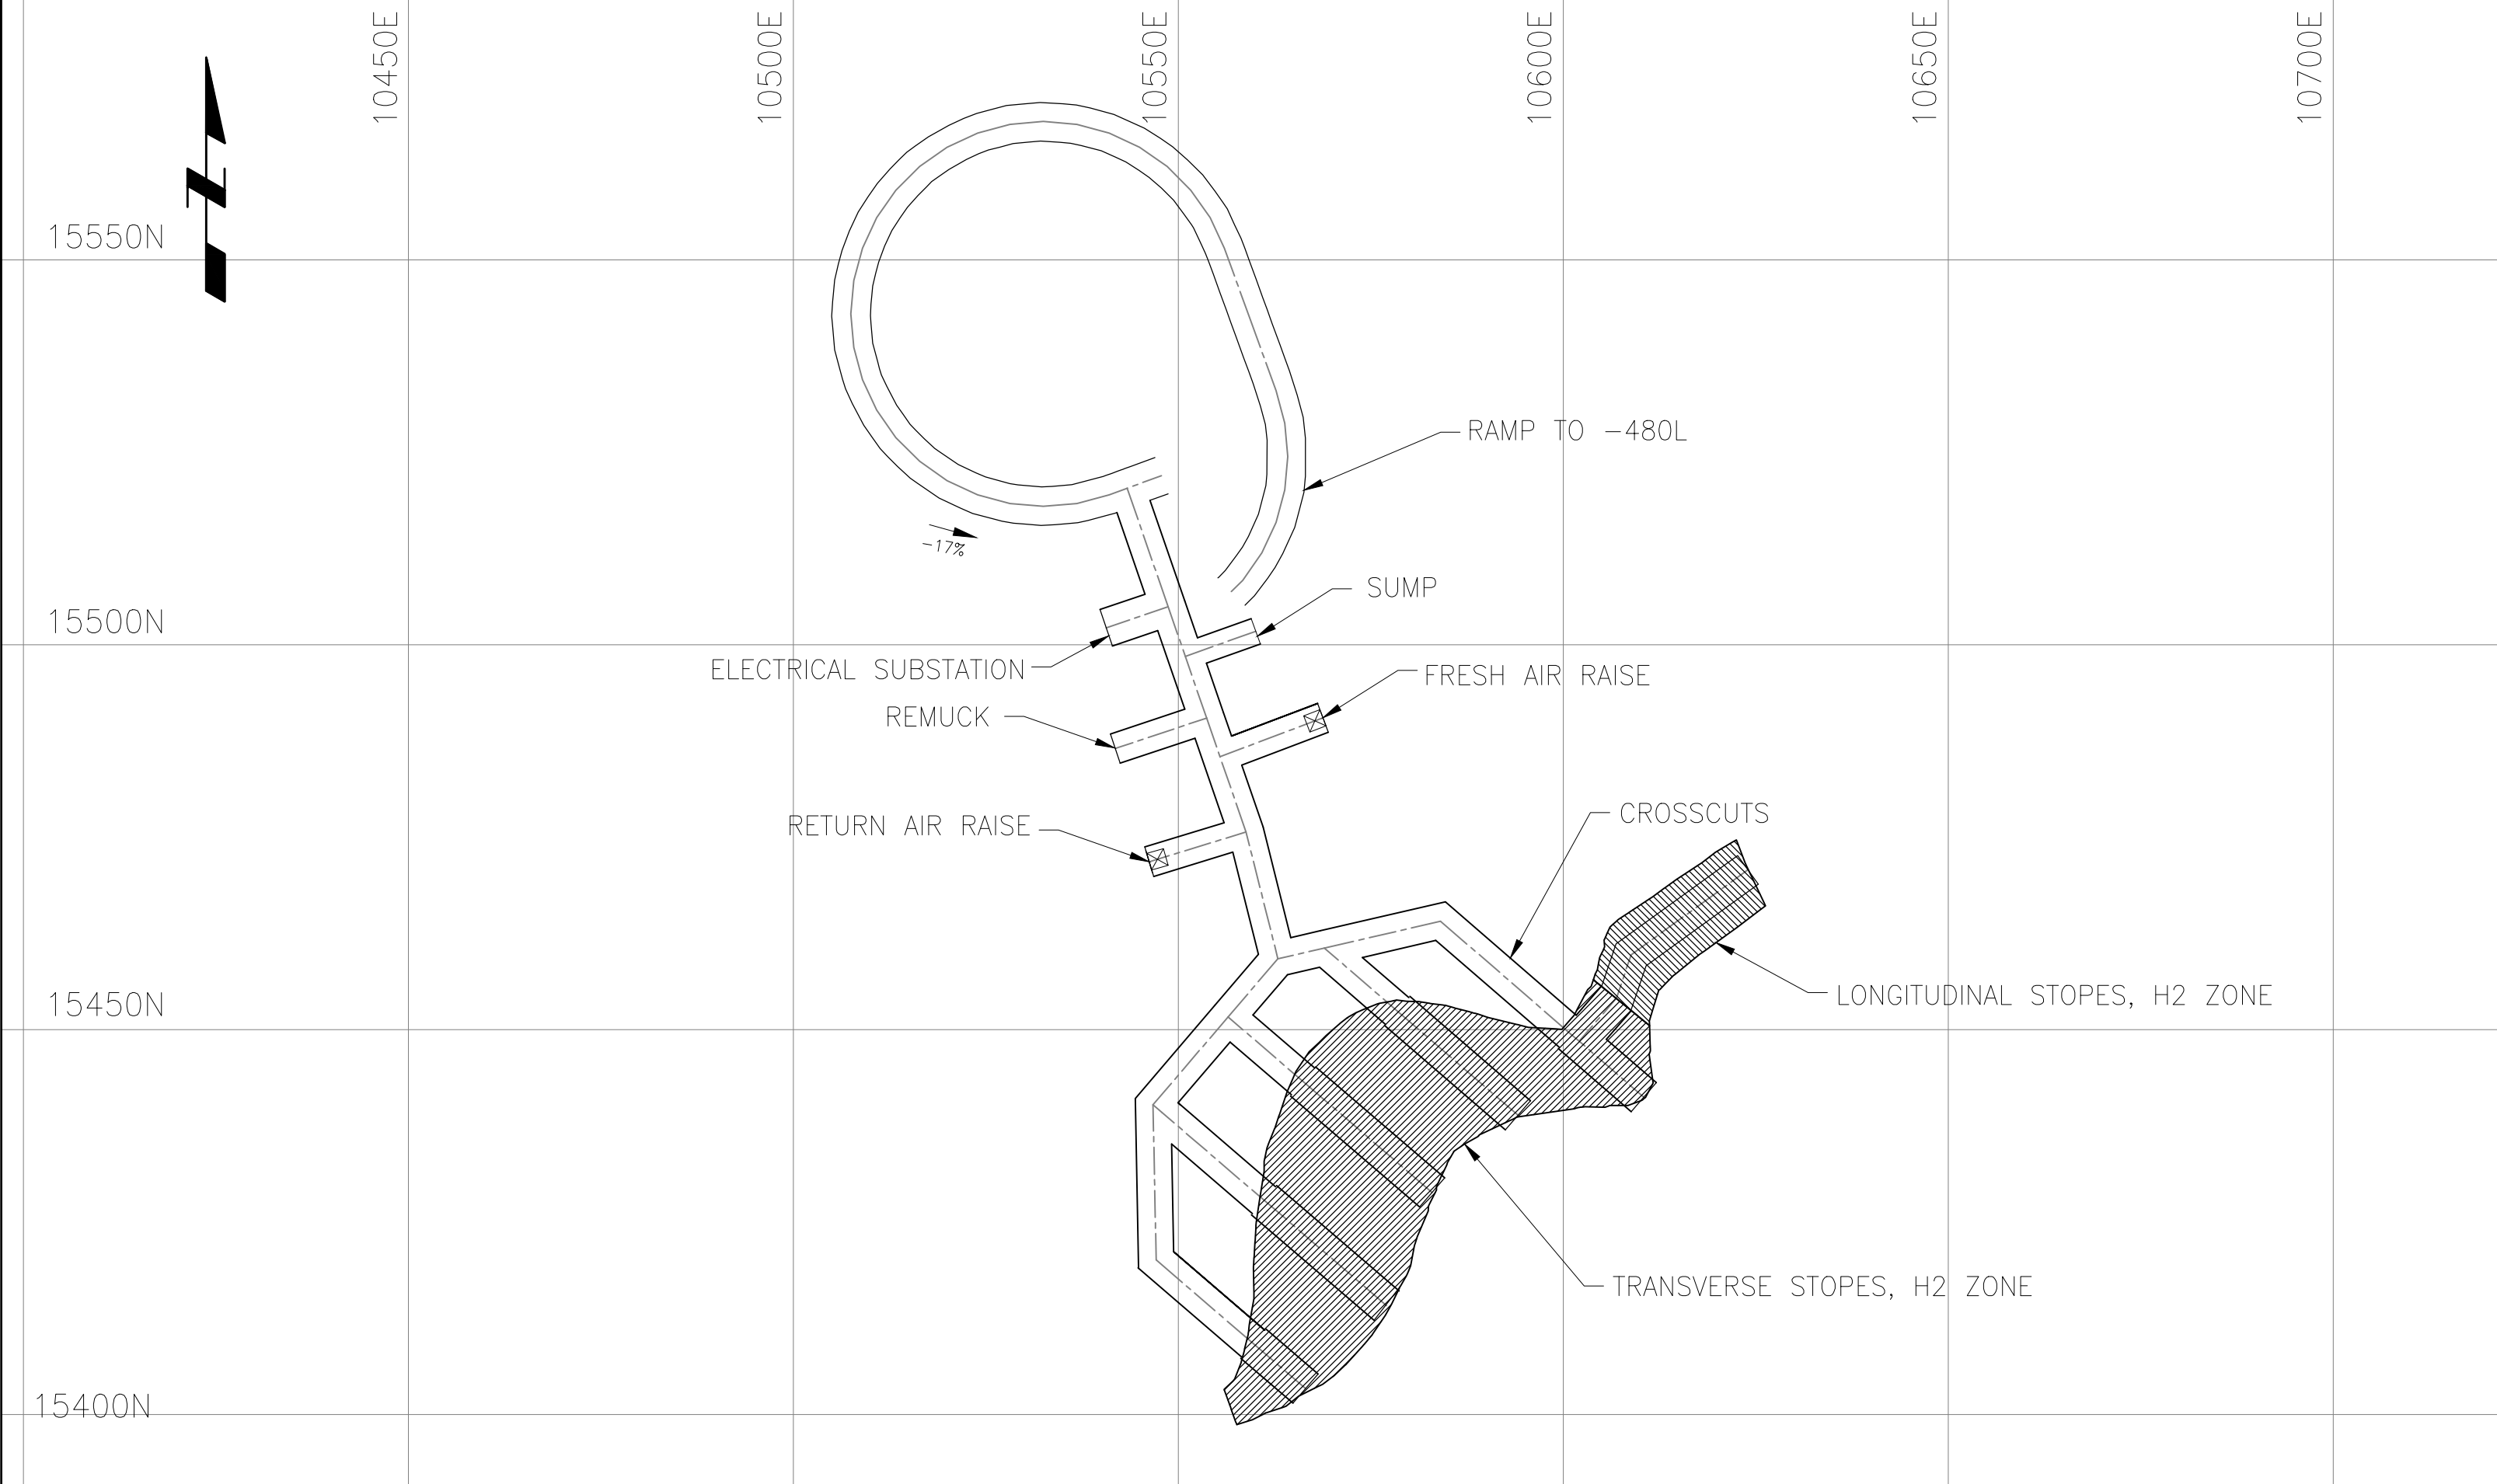 10450E
10500E
10550E
10600E
10650E
10700E
N
15550N
RAMP TO -480L
-17%
SUMP
15500N
ELECTRICAL SUBSTATION
FRESH AIR RAISE
REMUCK
CROSSCUTS
RETURN AIR RAISE
15450N
LONGITUDINAL STOPES, H2 ZONE
TRANSVERSE STOPES, H2 ZONE
15400N